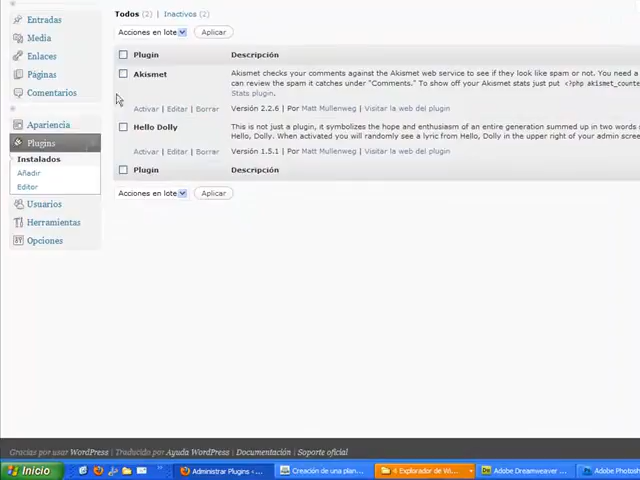 Entradas
Media
Enlaces
Páginas
Comentarios
Apariencia
Plugins
Instalados
Añadir
Editor
Usuarios
Herramientas
Opciones
Todos (2) | Inactivos (2)
Acciones en lote Aplicar
Plugin Descripción
Akismet Akismet checks your comments against the Akismet web service to see if they look like spam or not. You need a
can review the spam it catches under "Comments." To show off your Akismet stats just put <?php akismet_counte
Stats plugin.
Activar | Editar | Borrar Versión 2.2.6 | Por Matt Mullenweg | Visitar la web del plugin
Hello Dolly This is not just a plugin, it symbolizes the hope and enthusiasm of an entire generation summed up in two words s
Hello, Dolly. When activated you will randomly see a lyric from Hello, Dolly in the upper right of your admin scree
Activar | Editar | Borrar Versión 1.5.1 | Por Matt Mullenweg | Visitar la web del plugin
Plugin Descripción
Acciones en lote Aplicar
Gracias por usar WordPress | Traducido por Ayuda WordPress | Documentación | Soporte oficial
Inicio Administrar Plugins ‹... Creación de una plan... 4 Explorador de Wi... Adobe Dreamweaver ... Adobe Photosh